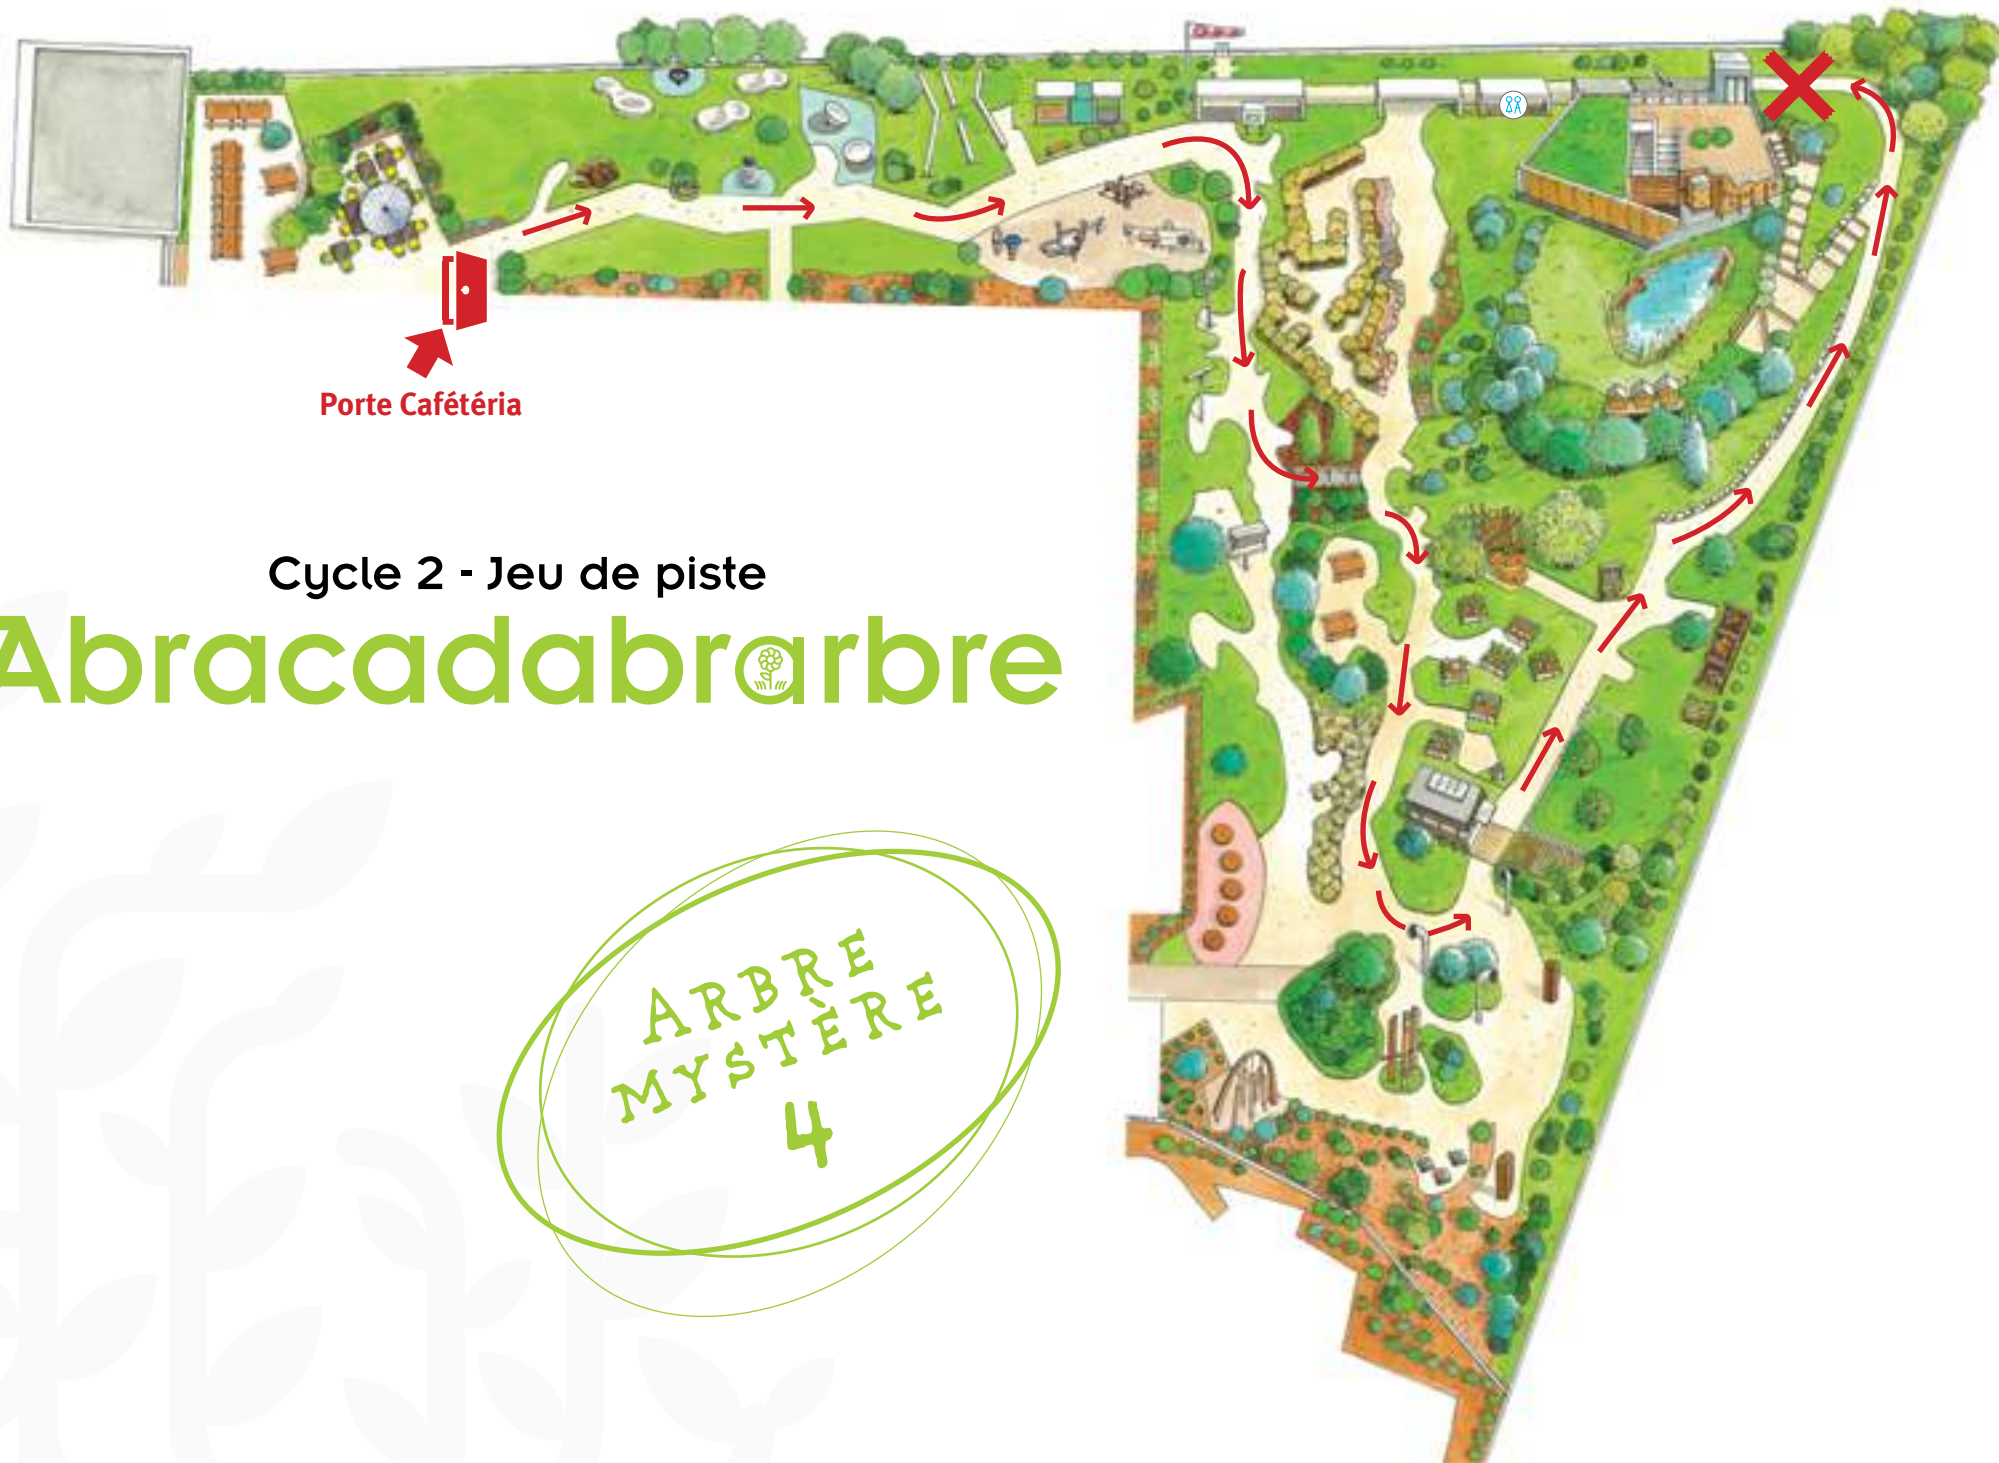 Porte Cafétéria
Cycle 2 - Jeu de piste
Abracadabrarbre
ARBRE
MYSTÈRE
4